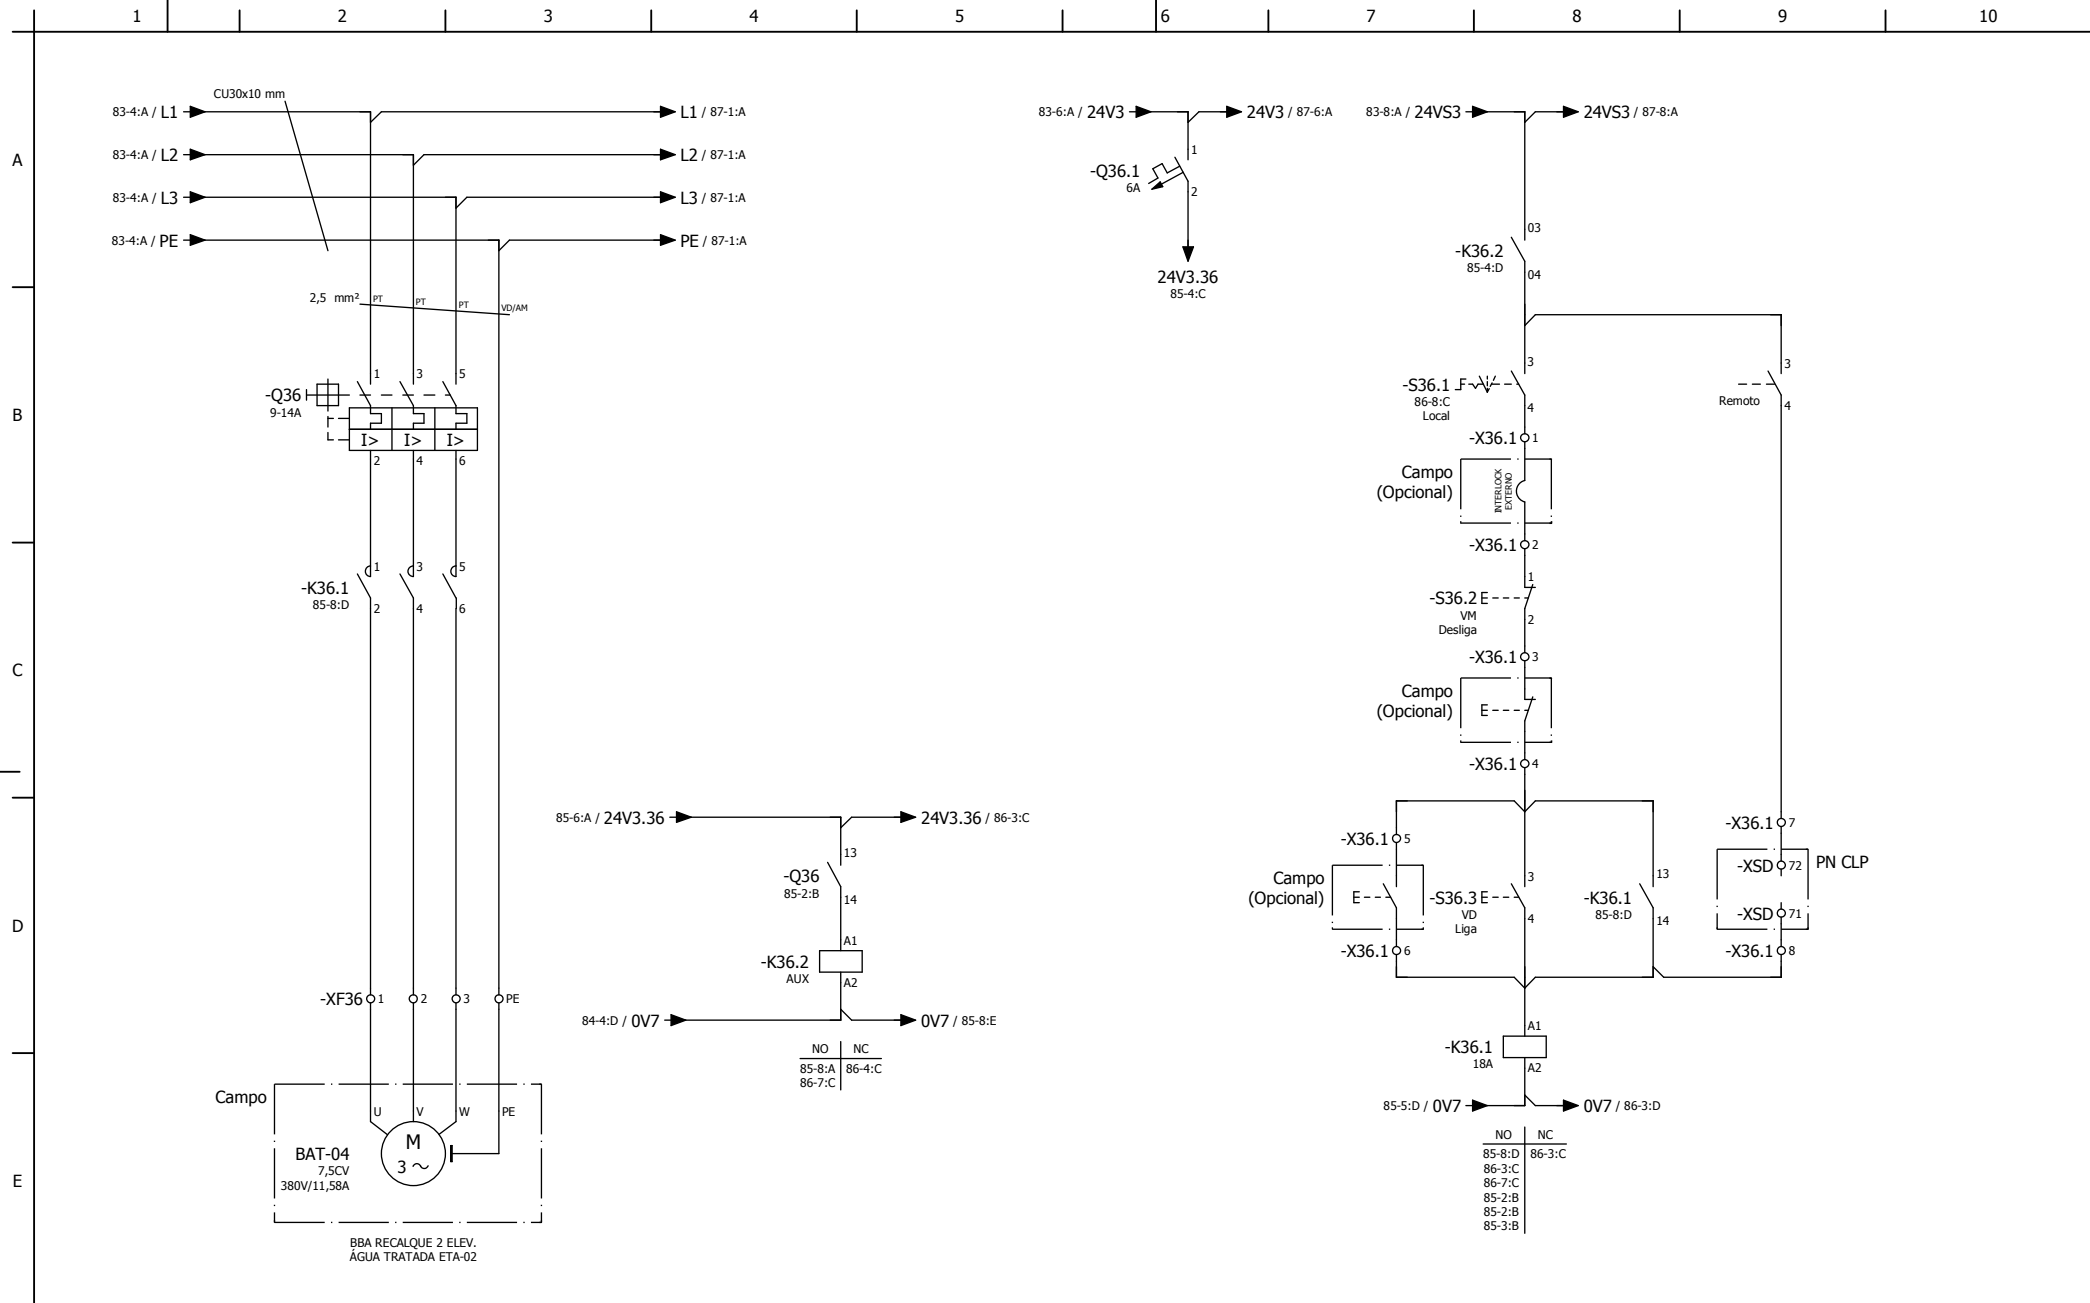 1 2 3 4 5 6 7 8 9 10
A
B
C
D
E
CU30x10 mm
83-4:A / L1
L1 / 87-1:A
83-4:A / L2
L2 / 87-1:A
83-4:A / L3
L3 / 87-1:A
83-4:A / PE
PE / 87-1:A
2,5 mm²
PT
PT
PT
VD/AM
-Q36
9-14A
1 3 5
I> I> I>
2 4 6
-K36.1
85-8:D
1 3 5
2 4 6
-XF36 1 2 3 PE
Campo
U V W PE
M
3 ~
BAT-04
7,5CV
380V/11,58A
BBA RECALQUE 2 ELEV.
ÁGUA TRATADA ETA-02
85-6:A / 24V3.36
24V3.36 / 86-3:C
13
-Q36
85-2:B
14
A1
-K36.2
AUX
A2
84-4:D / 0V7
0V7 / 85-8:E
NO NC
85-8:A 86-4:C
86-7:C
83-6:A / 24V3
24V3 / 87-6:A
1
-Q36.1
6A
2
24V3.36
85-4:C
83-8:A / 24VS3
24VS3 / 87-8:A
03
-K36.2
85-4:D
04
3
-S36.1
86-8:C
Local
4
3
Remoto
4
-X36.1 1
Campo
(Opcional)
INTERLOCK
EXTERNO
-X36.1 2
1
-S36.2 E
VM
Desliga
2
-X36.1 3
Campo
(Opcional)
E
-X36.1 4
-X36.1 5
Campo
(Opcional)
E
-X36.1 6
3
-S36.3 E
VD
Liga
4
13
-K36.1
85-8:D
14
-X36.1 7
PN CLP
-XSD 72
-XSD 71
-X36.1 8
A1
-K36.1
18A
A2
85-5:D / 0V7
0V7 / 86-3:D
NO NC
85-8:D 86-3:C
86-3:C
86-7:C
85-2:B
85-2:B
85-3:B